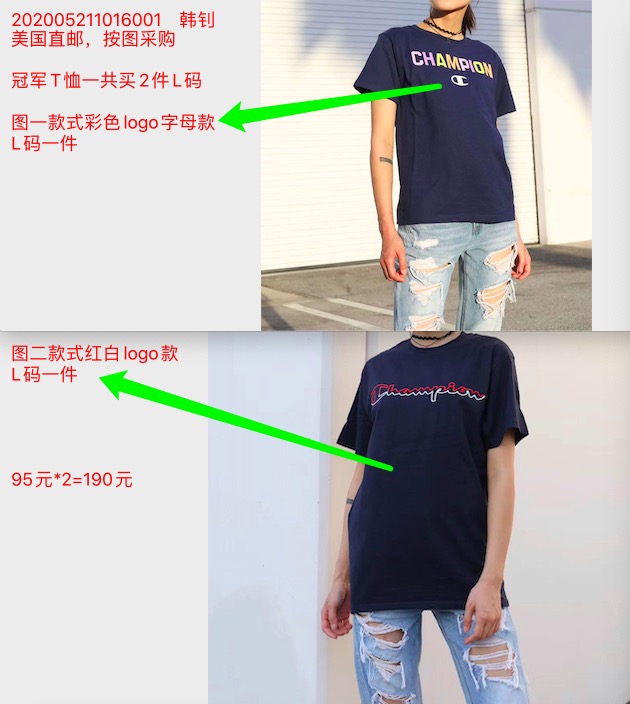 202005211016001 韩钊
美国直邮，按图采购
冠军T恤一共买2件L码
图一款式彩色logo字母款
L码一件
CHAMPION
图二款式红白logo款
L码一件
Champion
95元*2=190元